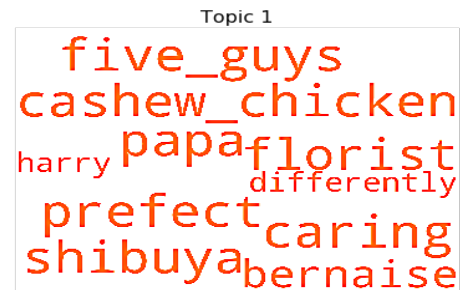 Topic 1
five_guys
cashew_chicken
papa florist
harry
differently
prefect
caring
shibuya
bernaise